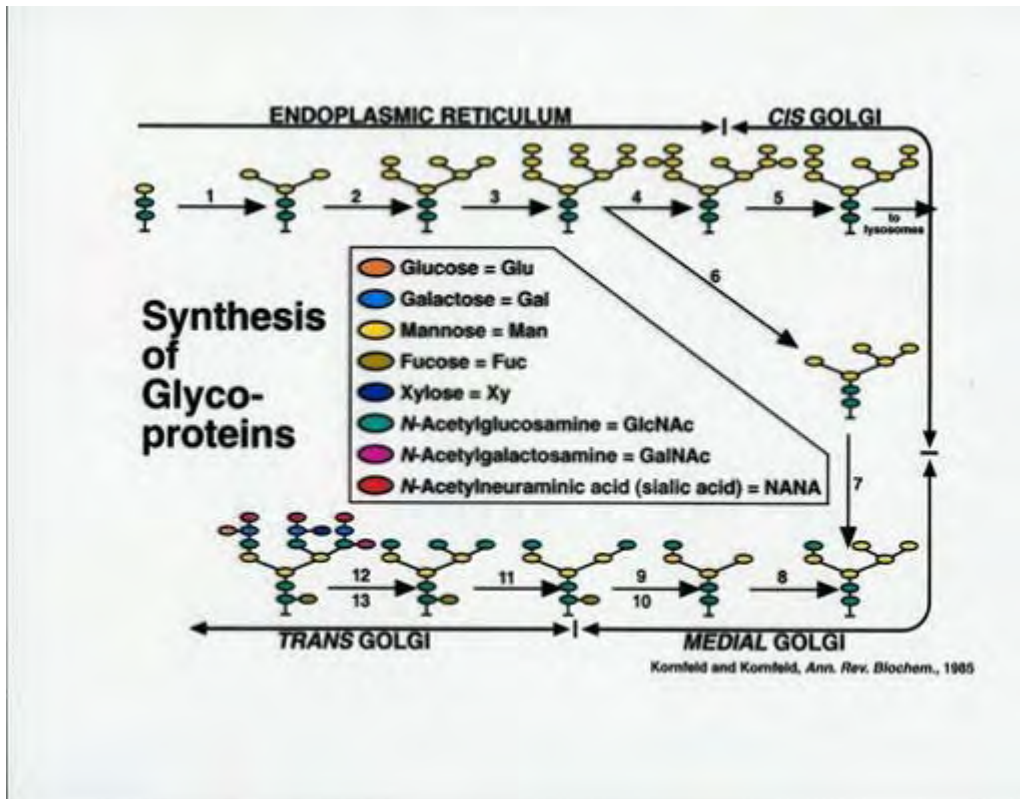 ENDOPLASMIC RETICULUM
CIS GOLGI
1
2
3
4
5
to
lysosomes
6
Glucose = Glu
Galactose = Gal
Mannose = Man
Fucose = Fuc
Xylose = Xy
N-Acetylglucosamine = GlcNAc
N-Acetylgalactosamine = GalNAc
N-Acetylneuraminic acid (sialic acid) = NANA
Synthesis
of
Glyco-
proteins
7
12
13
11
9
10
8
TRANS GOLGI
MEDIAL GOLGI
Kornfeld and Kornfeld, Ann. Rev. Biochem., 1985